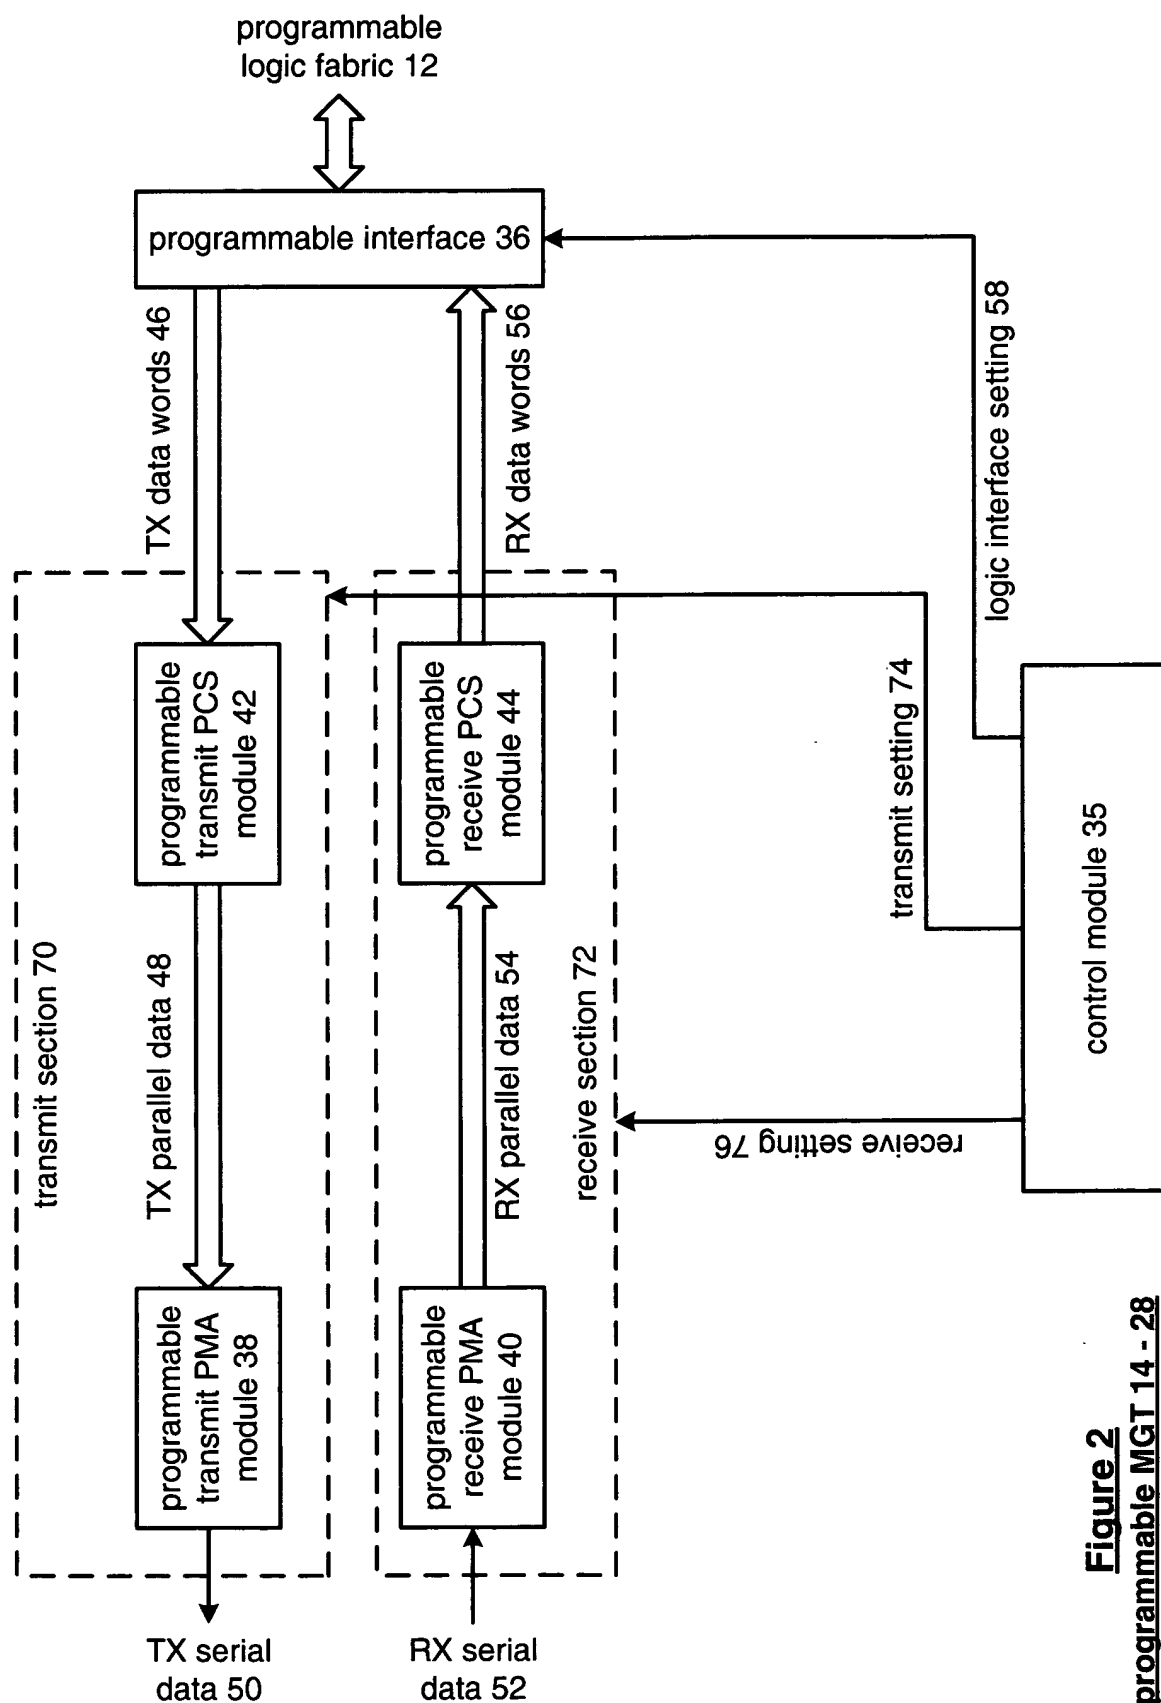 programmable
logic fabric 12
programmable interface 36
TX data words 46
RX data words 56
logic interface setting 58
programmable
transmit PCS
module 42
programmable
receive PCS
module 44
transmit setting 74
transmit section 70
TX parallel data 48
RX parallel data 54
receive section 72
receive setting 76
control module 35
programmable
transmit PMA
module 38
programmable
receive PMA
module 40
TX serial
data 50
RX serial
data 52
Figure 2
programmable MGT 14 - 28